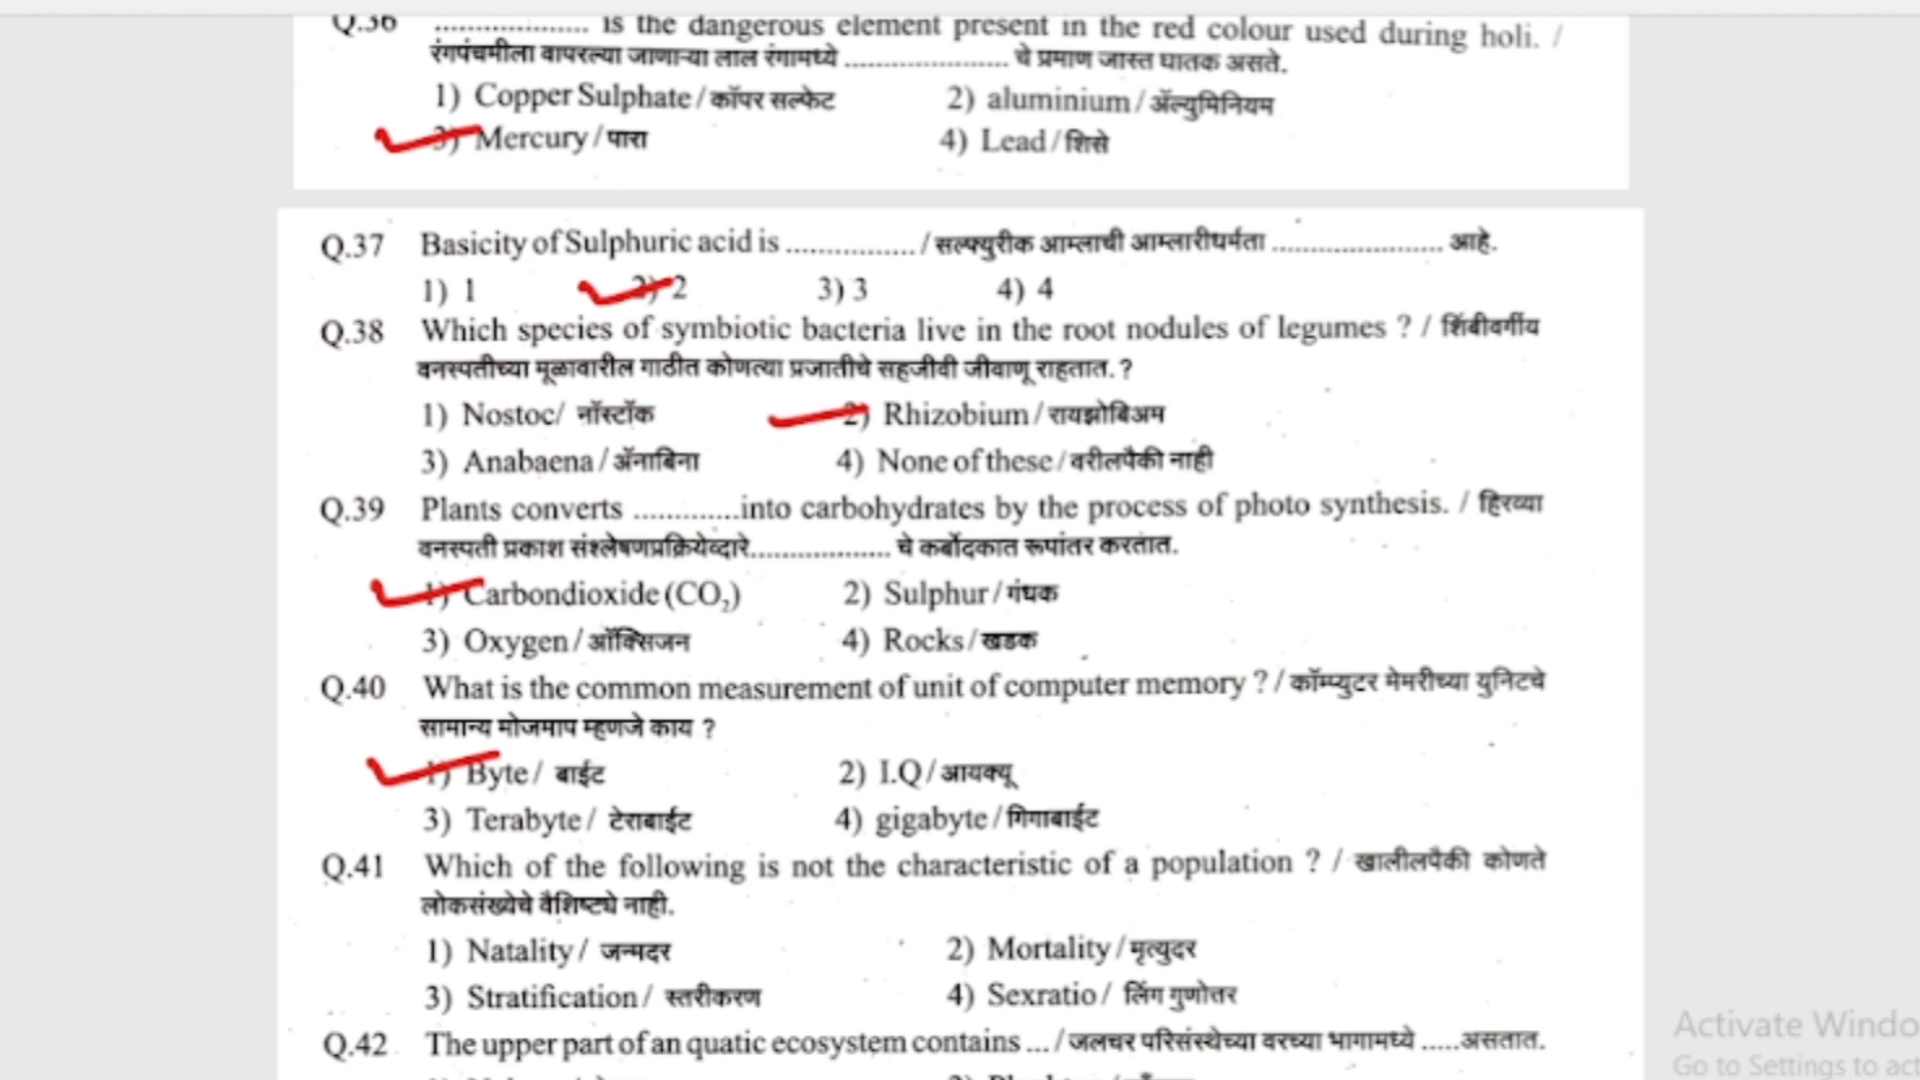 Q.36 .................. is the dangerous element present in the red colour used during holi. /
रंगपंचमीला वापरल्या जाणाऱ्या लाल रंगामध्ये .................... चे प्रमाण जास्त घातक असते.
1) Copper Sulphate / कॉपर सल्फेट 2) aluminium / ॲल्युमिनियम
3) Mercury / पारा 4) Lead / शिसे
Q.37 Basicity of Sulphuric acid is ................ / सल्फ्युरीक आम्लाची आम्लारीधर्मता ..................... आहे.
1) 1 2) 2 3) 3 4) 4
Q.38 Which species of symbiotic bacteria live in the root nodules of legumes ? / शिंबीवर्गीय
वनस्पतीच्या मूळावारील गाठीत कोणत्या प्रजातीचे सहजीवी जीवाणू राहतात. ?
1) Nostoc/ नॉस्टॉक 2) Rhizobium / रायझोबिअम
3) Anabaena / ॲनाबिना 4) None of these / वरीलपैकी नाही
Q.39 Plants converts .............into carbohydrates by the process of photo synthesis. / हिरव्या
वनस्पती प्रकाश संश्लेषणप्रक्रियेव्दारे.................. चे कर्बोदकात रूपांतर करतात.
1) Carbondioxide (CO₂) 2) Sulphur / गंधक
3) Oxygen / ऑक्सिजन 4) Rocks / खडक
Q.40 What is the common measurement of unit of computer memory ? / कॉम्प्युटर मेमरीच्या युनिटचे
सामान्य मोजमाप म्हणजे काय ?
1) Byte / बाईट 2) I.Q / आयक्यू
3) Terabyte / टेराबाईट 4) gigabyte / गिगाबाईट
Q.41 Which of the following is not the characteristic of a population ? / खालीलपैकी कोणते
लोकसंख्येचे वैशिष्ट्ये नाही.
1) Natality / जन्मदर 2) Mortality / मृत्युदर
3) Stratification / स्तरीकरण 4) Sexratio / लिंग गुणोत्तर
Q.42 The upper part of an quatic ecosystem contains ... / जलचर परिसंस्थेच्या वरच्या भागामध्ये .....असतात.
Activate Windo
Go to Settings to act